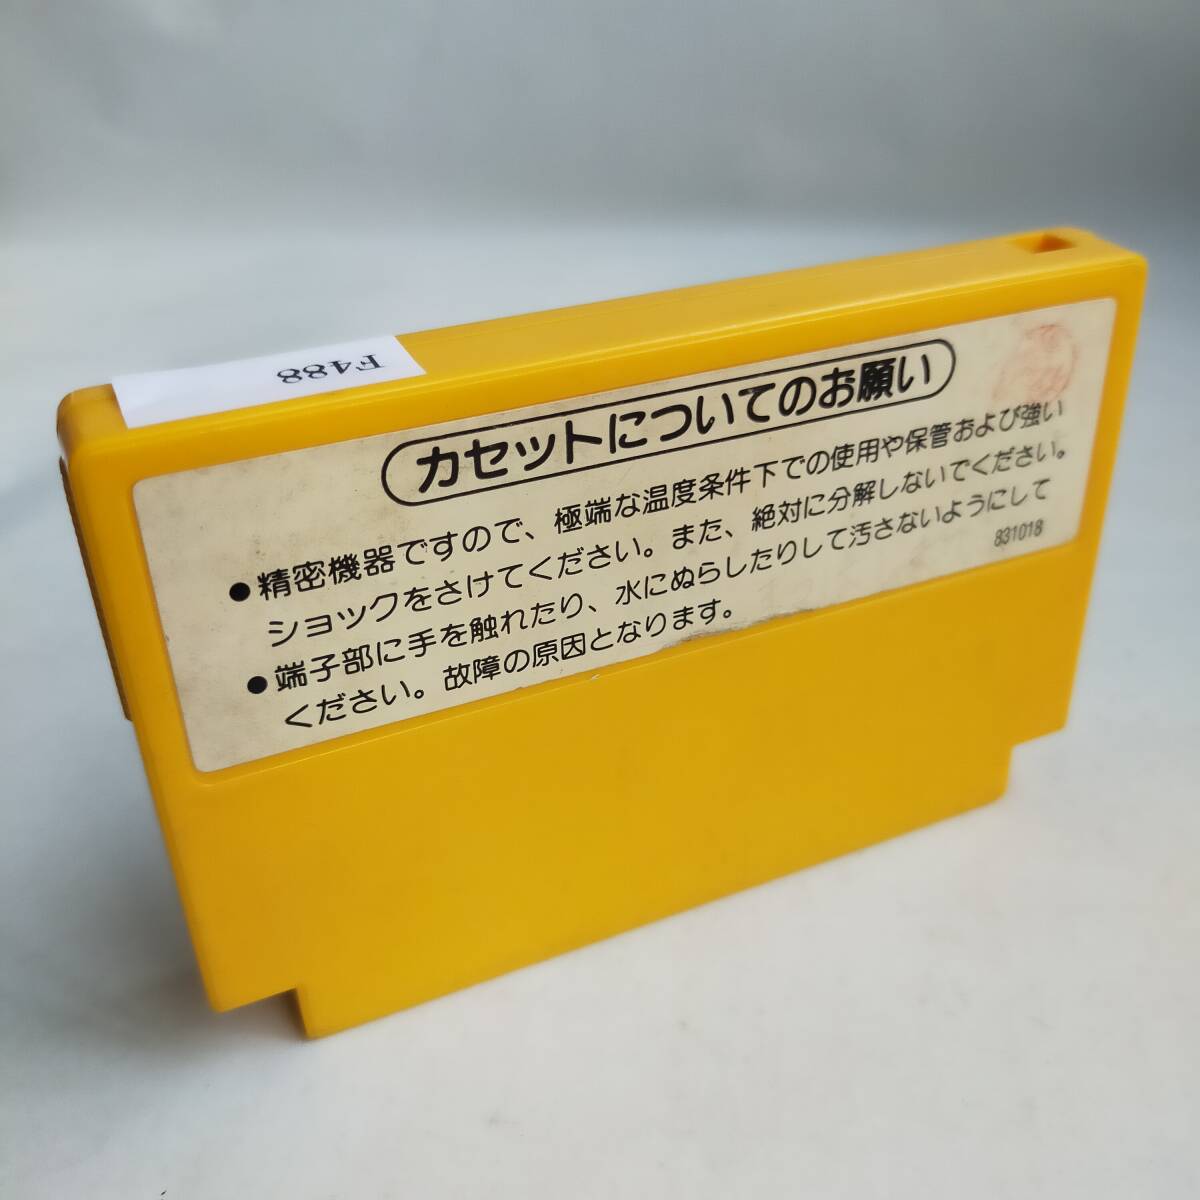 F488
カセットについてのお願い
●精密機器ですので、極端な温度条件下での使用や保管および強い
ショックをさけてください。また、絶対に分解しないでください。
●端子部に手を触れたり、水にぬらしたりして汚さないようにして
ください。故障の原因となります。
831018